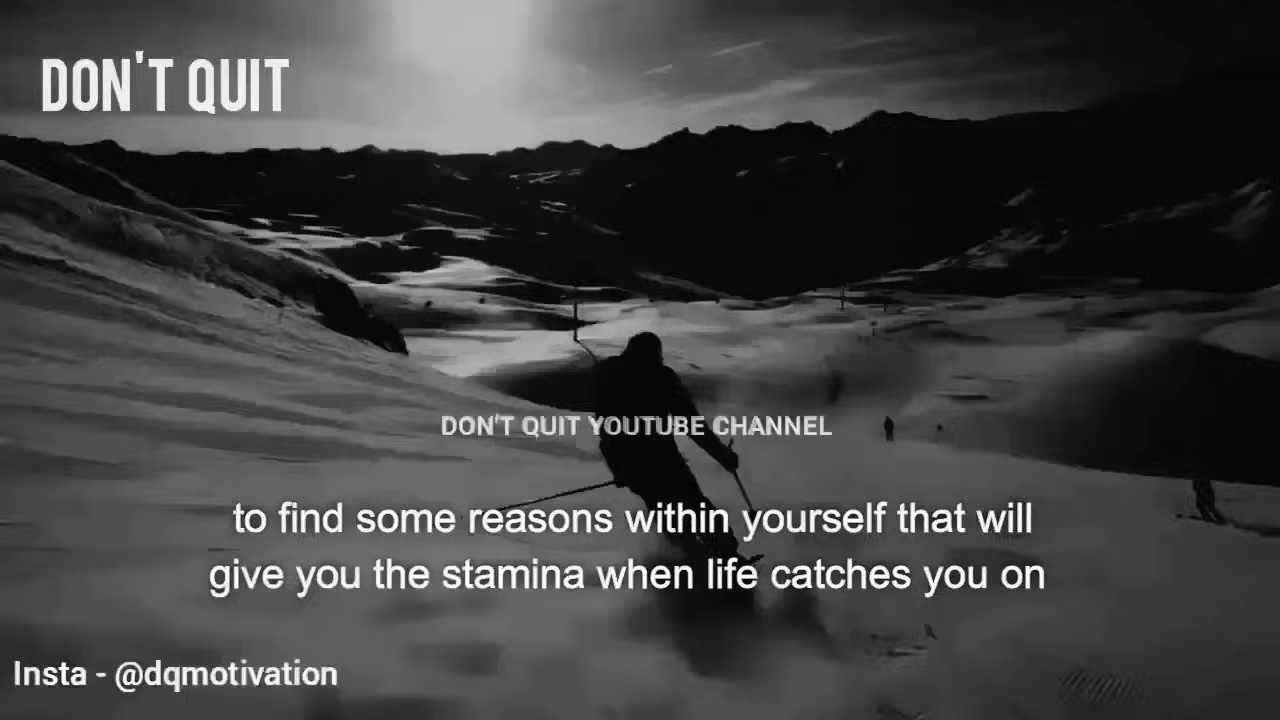 DON'T QUIT
DON'T QUIT YOUTUBE CHANNEL
to find some reasons within yourself that will
give you the stamina when life catches you on
Insta - @dqmotivation